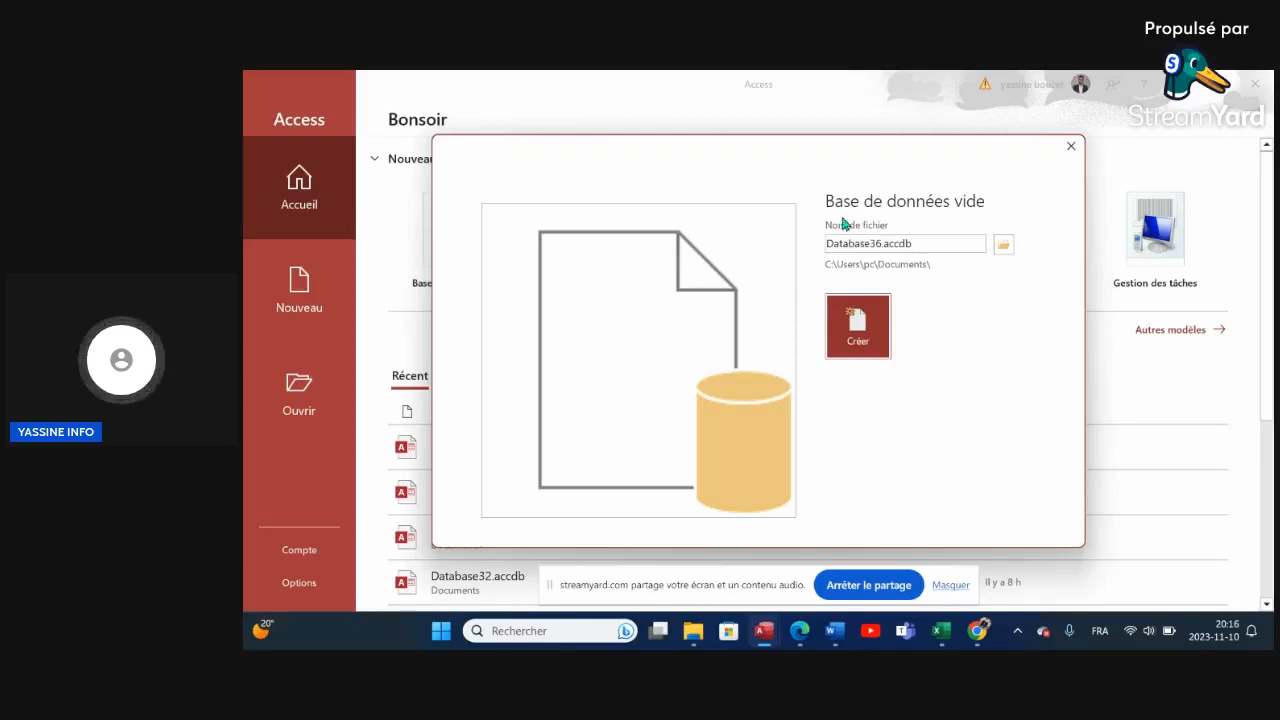 Propulsé par
StreamYard
Access
yassine bouzef
?
Access
Bonsoir
Accueil
Nouveau
Ouvrir
Compte
Options
Nouveau
Base
Base de données vide
Nom de fichier
Database36.accdb
C:\Users\pc\Documents\
Créer
Gestion des tâches
Autres modèles
Récent
Database32.accdb
Documents
Il y a 8 h
streamyard.com partage votre écran et un contenu audio.
Arrêter le partage
Masquer
YASSINE INFO
20°
Rechercher
FRA
20:16
2023-11-10